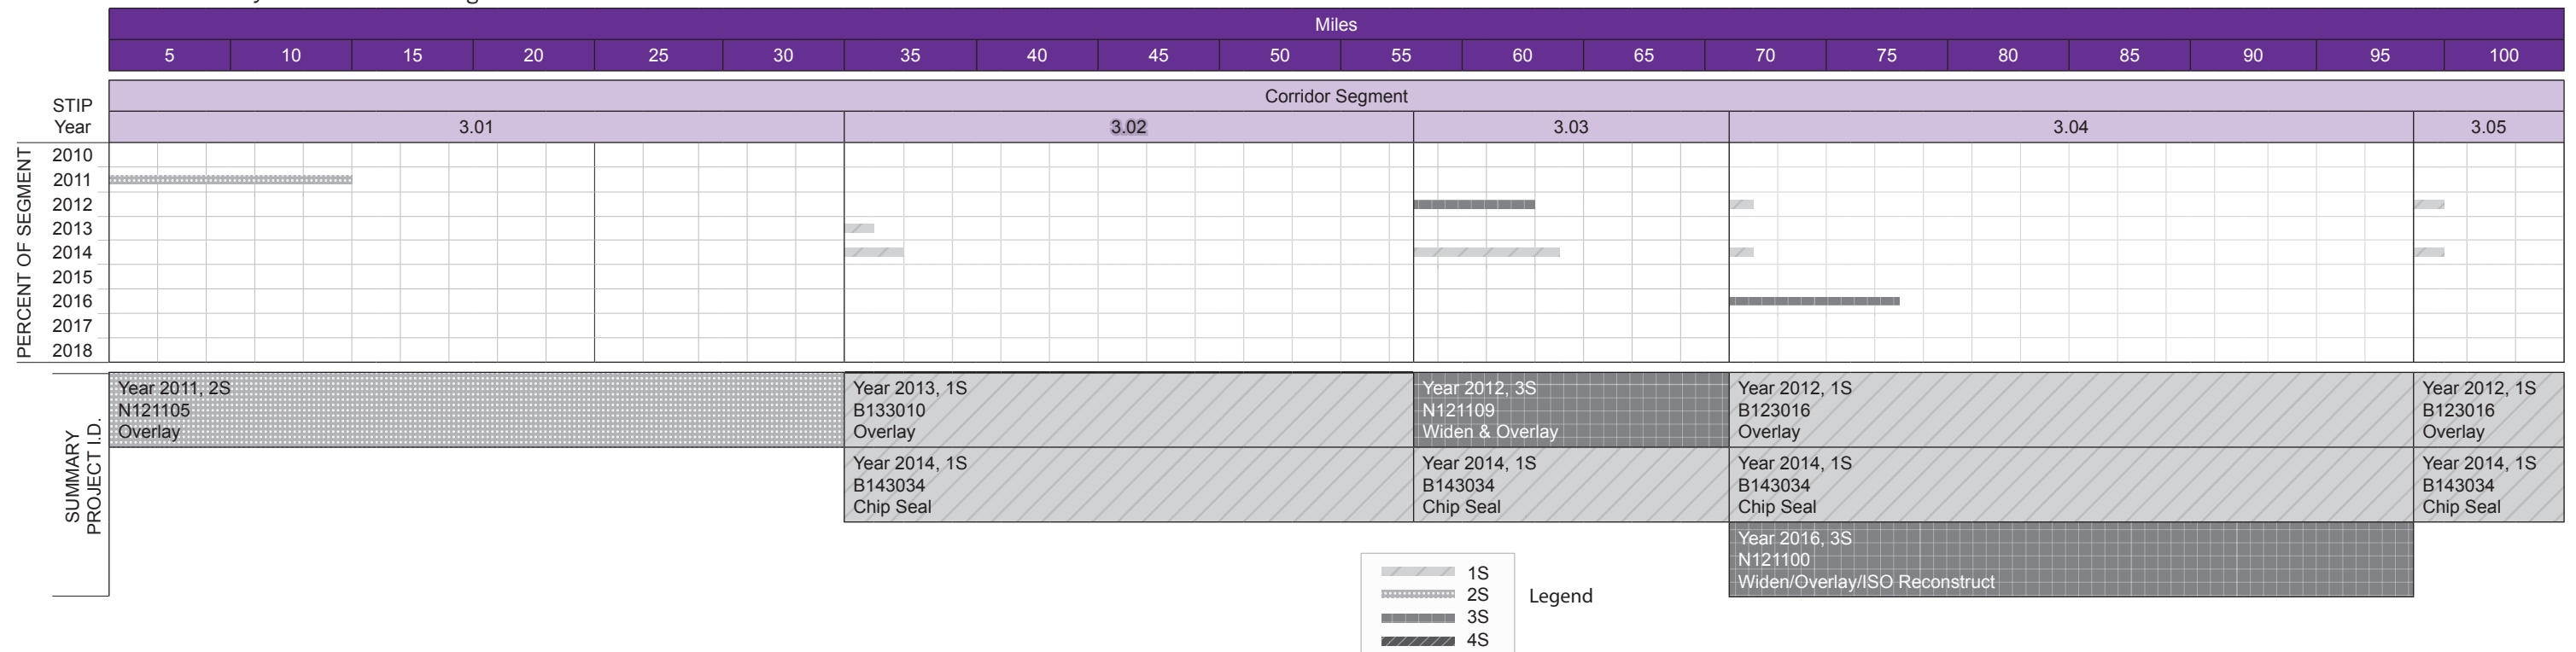 Miles
5 10 15 20 25 30 35 40 45 50 55 60 65 70 75 80 85 90 95 100
Corridor Segment
STIP
Year
3.01 3.02 3.03 3.04 3.05
PERCENT OF SEGMENT
2010
2011
2012
2013
2014
2015
2016
2017
2018
SUMMARY
PROJECT I.D.
Year 2011, 2S
N121105
Overlay
Year 2013, 1S
B133010
Overlay
Year 2012, 3S
N121109
Widen & Overlay
Year 2012, 1S
B123016
Overlay
Year 2012, 1S
B123016
Overlay
Year 2014, 1S
B143034
Chip Seal
Year 2014, 1S
B143034
Chip Seal
Year 2014, 1S
B143034
Chip Seal
Year 2014, 1S
B143034
Chip Seal
Year 2016, 3S
N121100
Widen/Overlay/ISO Reconstruct
1S
2S
3S
4S
Legend